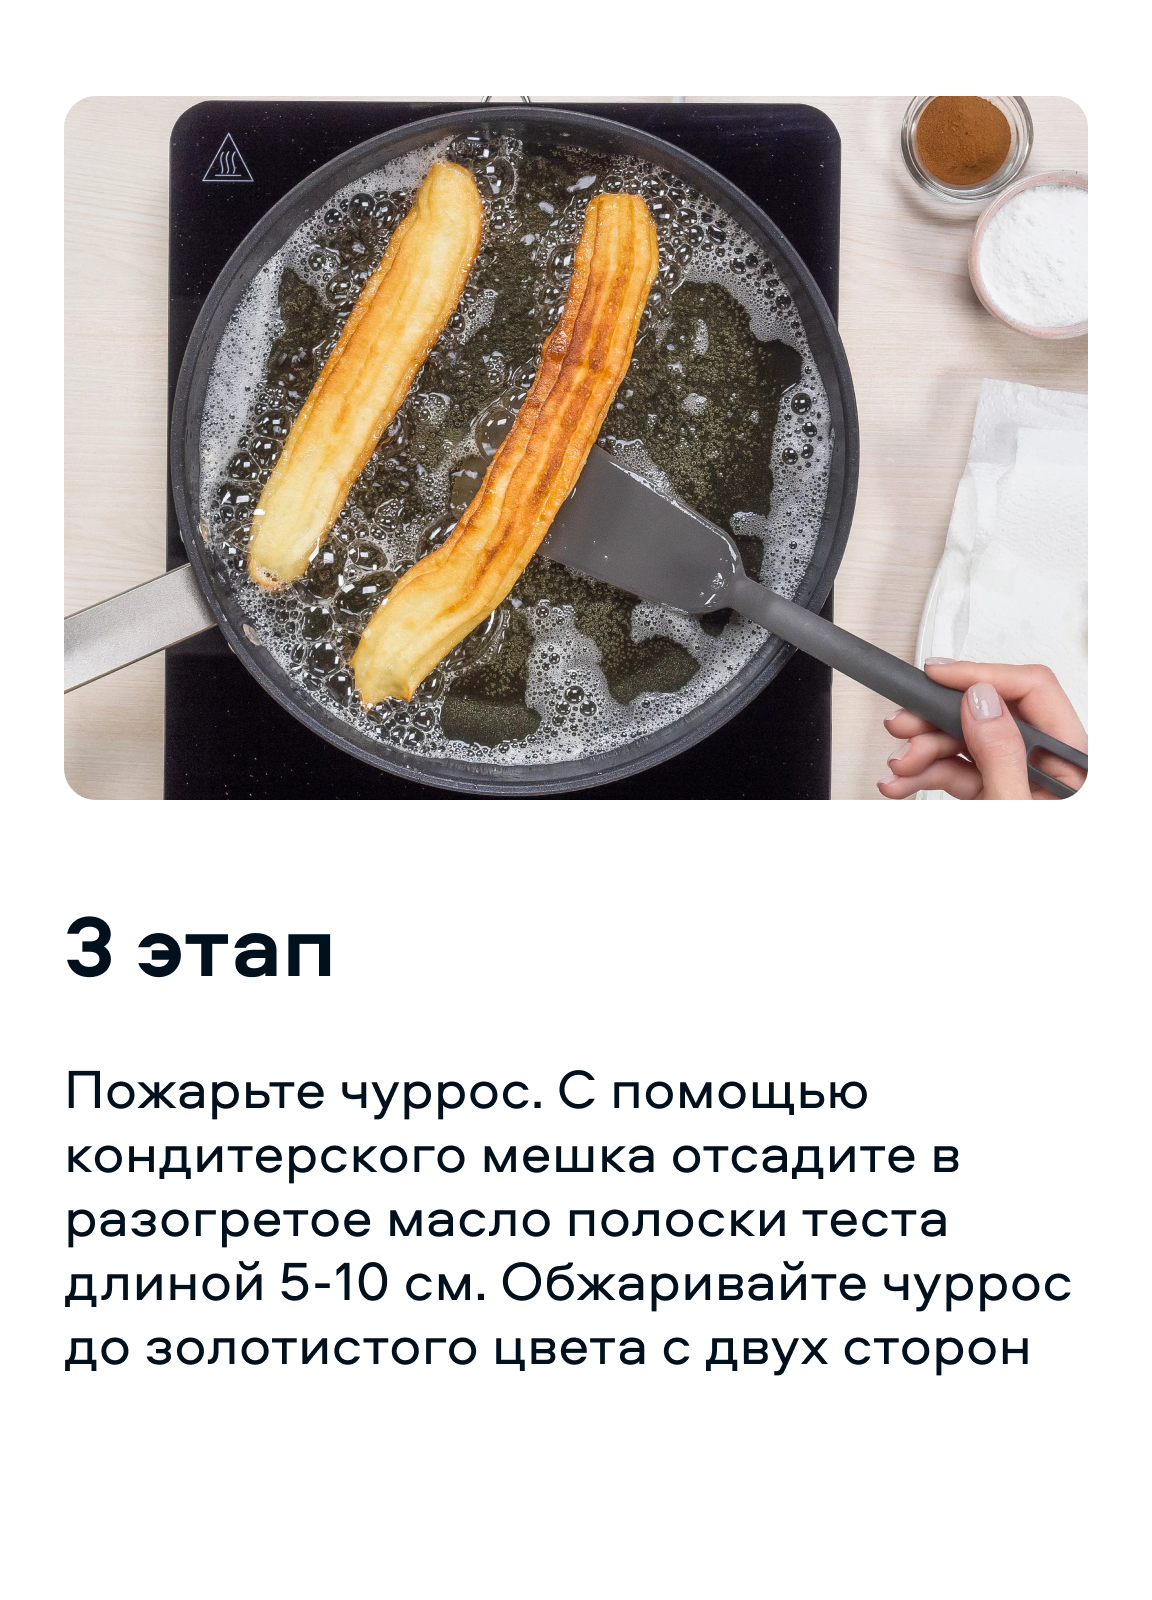 3 этап
Пожарьте чуррос. С помощью
кондитерского мешка отсадите в
разогретое масло полоски теста
длиной 5-10 см. Обжаривайте чуррос
до золотистого цвета с двух сторон